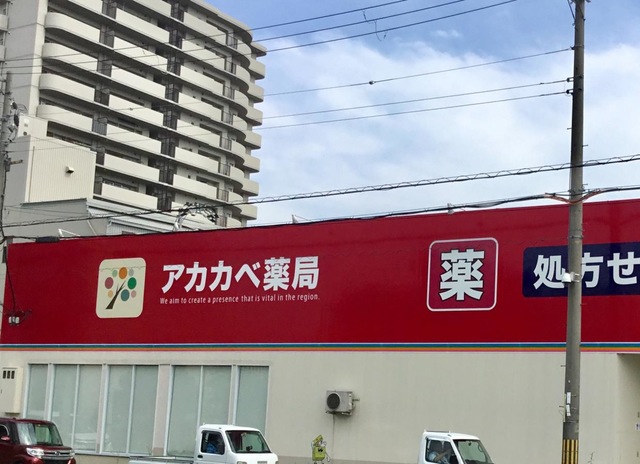 アカカベ薬局
We aim to create a presence that is vital in the region.
薬
処方せ